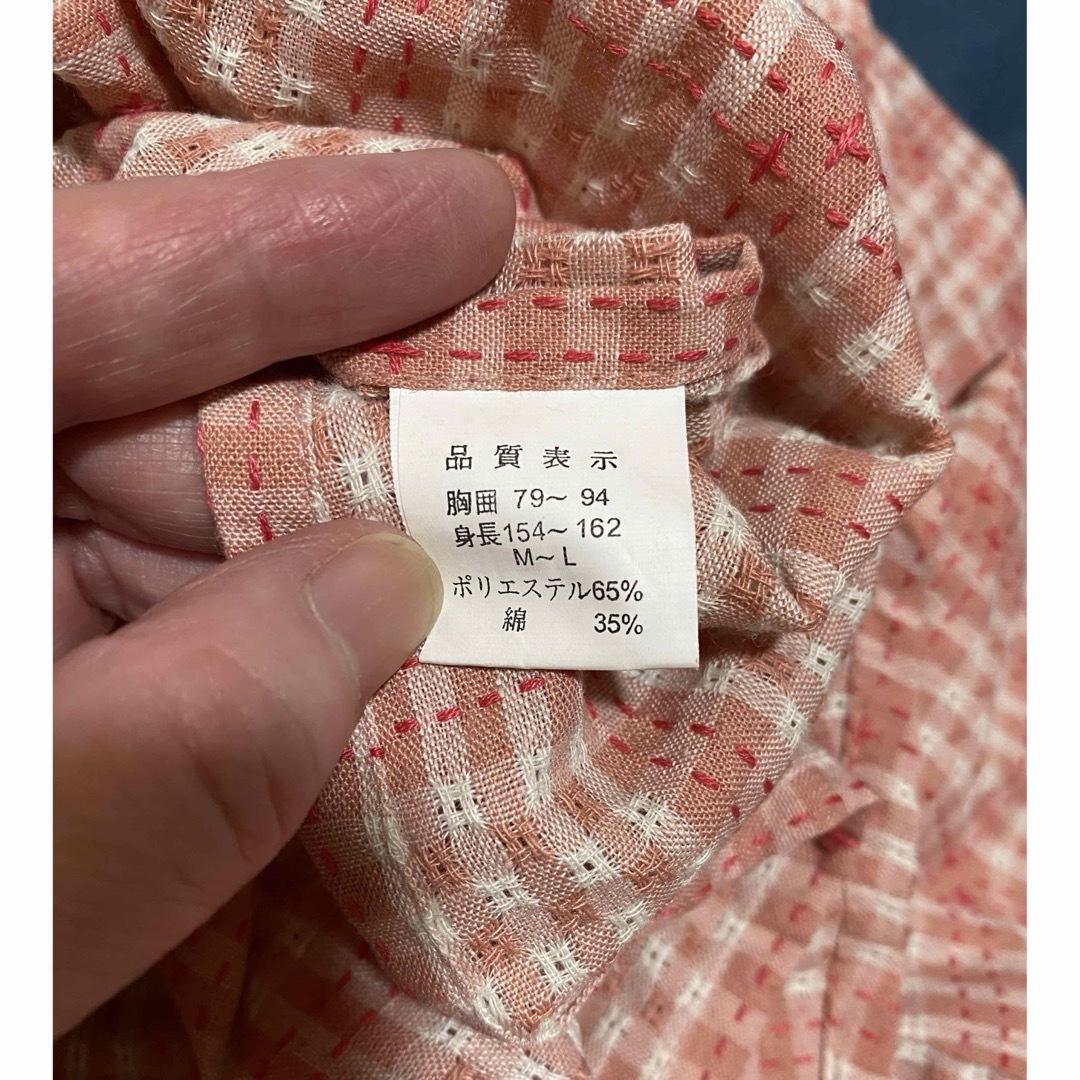 品質表示
胸囲 79～ 94
身長154～162
M～L
ポリエステル65%
綿 35%